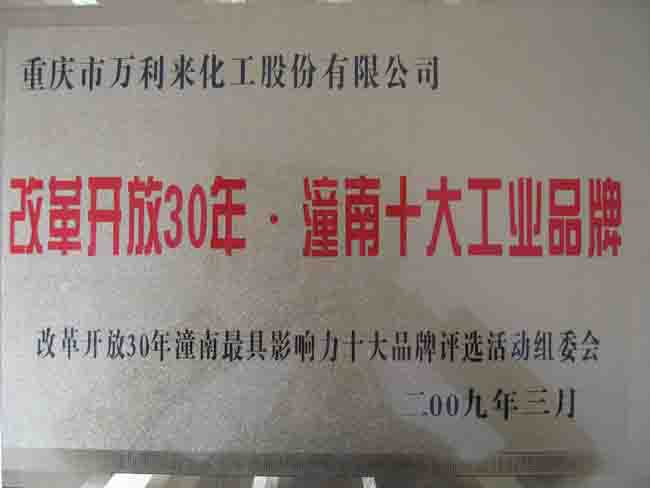 重庆市万利来化工股份有限公司
改革开放30年·潼南十大工业品牌
改革开放30年潼南最具影响力十大品牌评选活动组委会
二00九年三月